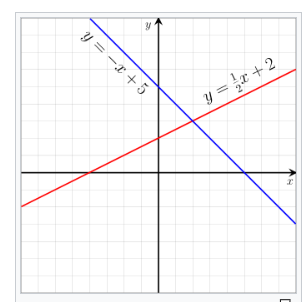 y
y = −x + 5
y = ½x + 2
x